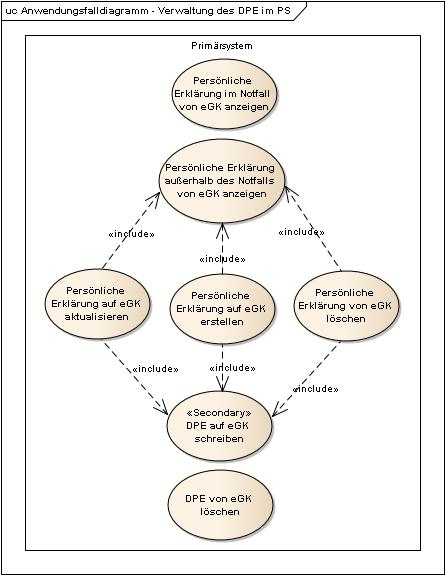 uc Anwendungsfalldiagramm - Verwaltung des DPE im PS
Primärsystem
Persönliche
Erklärung im Notfall
von eGK anzeigen
Persönliche Erklärung
außerhalb des Notfalls
von eGK anzeigen
«include»
«include»
«include»
Persönliche
Erklärung auf eGK
aktualisieren
Persönliche
Erklärung auf eGK
erstellen
Persönliche
Erklärung von eGK
löschen
«include»
«include»
«include»
«Secondary»
DPE auf eGK
schreiben
DPE von eGK
löschen